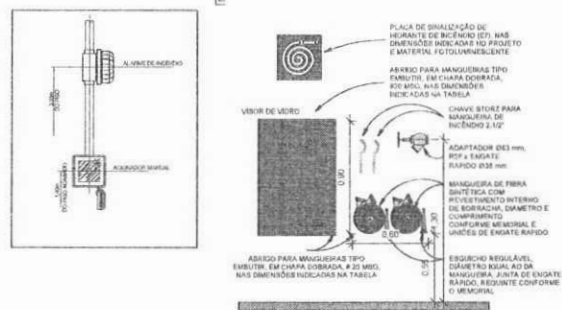 ALARME DE INCÊNDIO
ACIONADOR MANUAL
PLACA DE SINALIZAÇÃO DE
HIDRANTE DE INCÊNDIO (E7), NAS
DIMENSÕES INDICADAS NO PROJETO
E MATERIAL FOTOLUMINESCENTE
ABRIGO PARA MANGUEIRAS TIPO
EMBUTIR, EM CHAPA DOBRADA,
#20 MSG, NAS DIMENSÕES
INDICADAS NA TABELA
VISOR DE VIDRO
CHAVE STORZ PARA
MANGUEIRA DE
INCÊNDIO 2.1/2"
ADAPTADOR Ø63 mm,
x ENGATE
RÁPIDO Ø38 mm
MANGUEIRA DE FIBRA
SINTÉTICA COM
REVESTIMENTO INTERNO
DE BORRACHA, DIÂMETRO E
COMPRIMENTO
CONFORME MEMORIAL E
UNIÕES DE ENGATE RÁPIDO
0.90
0.60
ABRIGO PARA MANGUEIRAS TIPO
EMBUTIR, EM CHAPA DOBRADA, # 20 MSG,
NAS DIMENSÕES INDICADAS NA TABELA
ESGUICHO REGULÁVEL,
DIÂMETRO IGUAL AO DA
MANGUEIRA, JUNTA DE ENGATE
RÁPIDO, REQUINTE CONFORME
O MEMORIAL